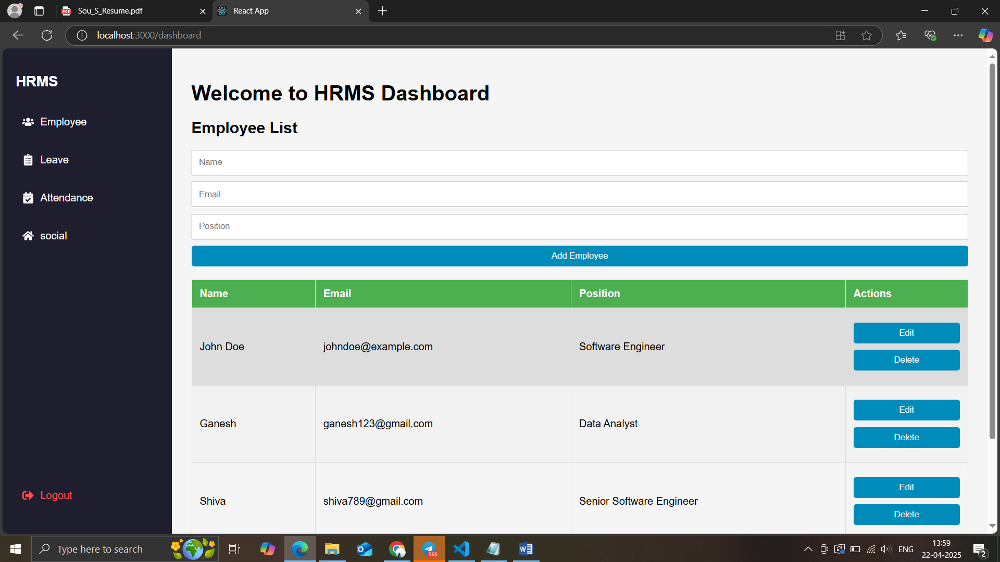 Sou_S_Resume.pdf
React App
localhost:3000/dashboard
HRMS
Employee
Leave
Attendance
social
Logout
Welcome to HRMS Dashboard
Employee List
Name
Email
Position
Add Employee
Name Email Position Actions
John Doe johndoe@example.com Software Engineer Edit
Delete
Ganesh ganesh123@gmail.com Data Analyst Edit
Delete
Shiva shiva789@gmail.com Senior Software Engineer Edit
Delete
Type here to search
966
ENG
13:59
22-04-2025
2